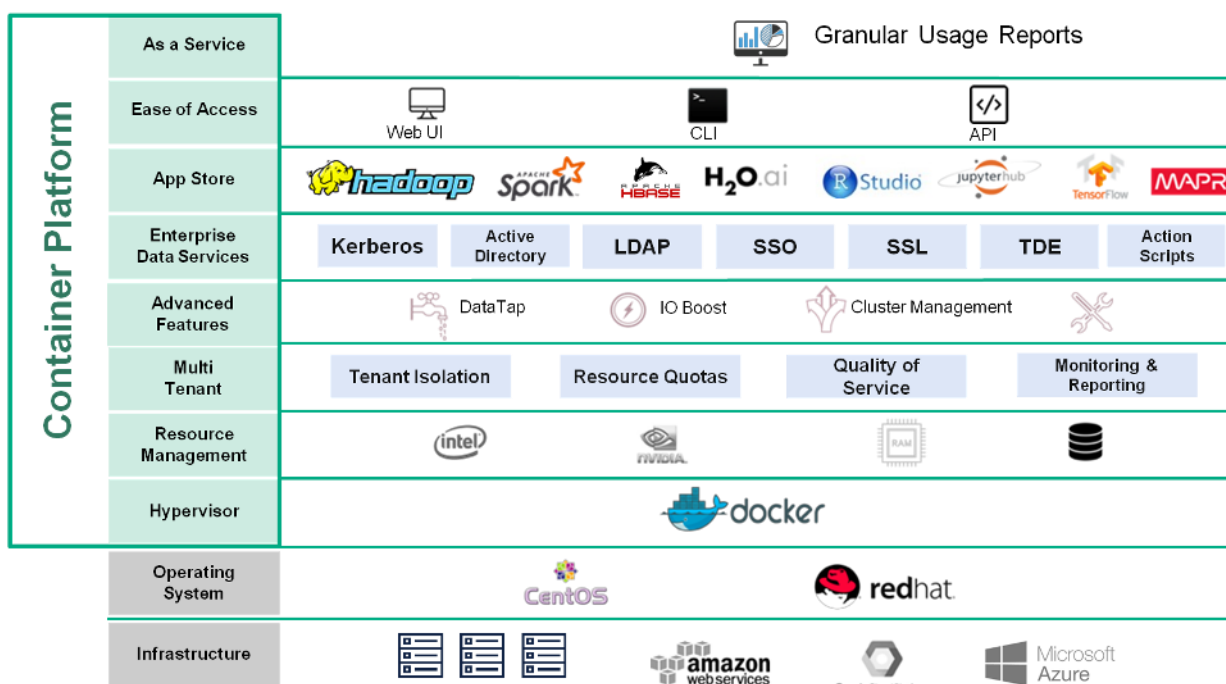 Container Platform
As a Service
Granular Usage Reports
Ease of Access
Web UI
CLI
API
App Store
hadoop
APACHE
Spark
APACHE
HBASE
H2O.ai
R Studio
jupyterhub
TensorFlow
MAPR
Enterprise
Data Services
Kerberos
Active
Directory
LDAP
SSO
SSL
TDE
Action
Scripts
Advanced
Features
DataTap
IO Boost
Cluster Management
Multi
Tenant
Tenant Isolation
Resource Quotas
Quality of
Service
Monitoring &
Reporting
Resource
Management
intel
NVIDIA
RAM
Hypervisor
docker
Operating
System
CentOS
redhat.
Infrastructure
amazon
webservices
Microsoft
Azure